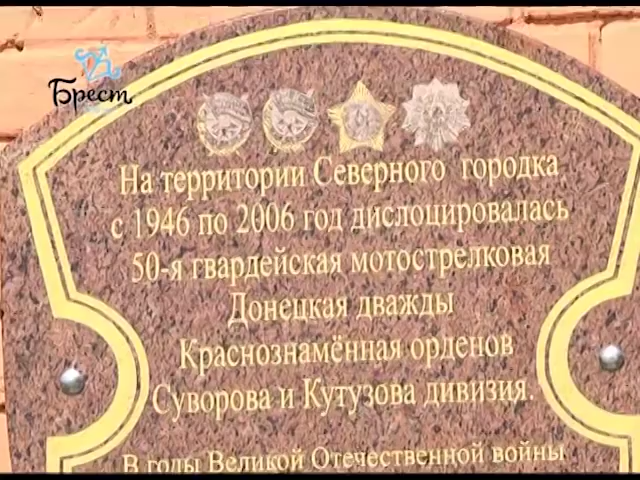 Брест
На территории Северного городка
с 1946 по 2006 год дислоцировалась
50-я гвардейская мотострелковая
Донецкая дважды
Краснознамённая орденов
Суворова и Кутузова дивизия.
В годы Великой Отечественной войны